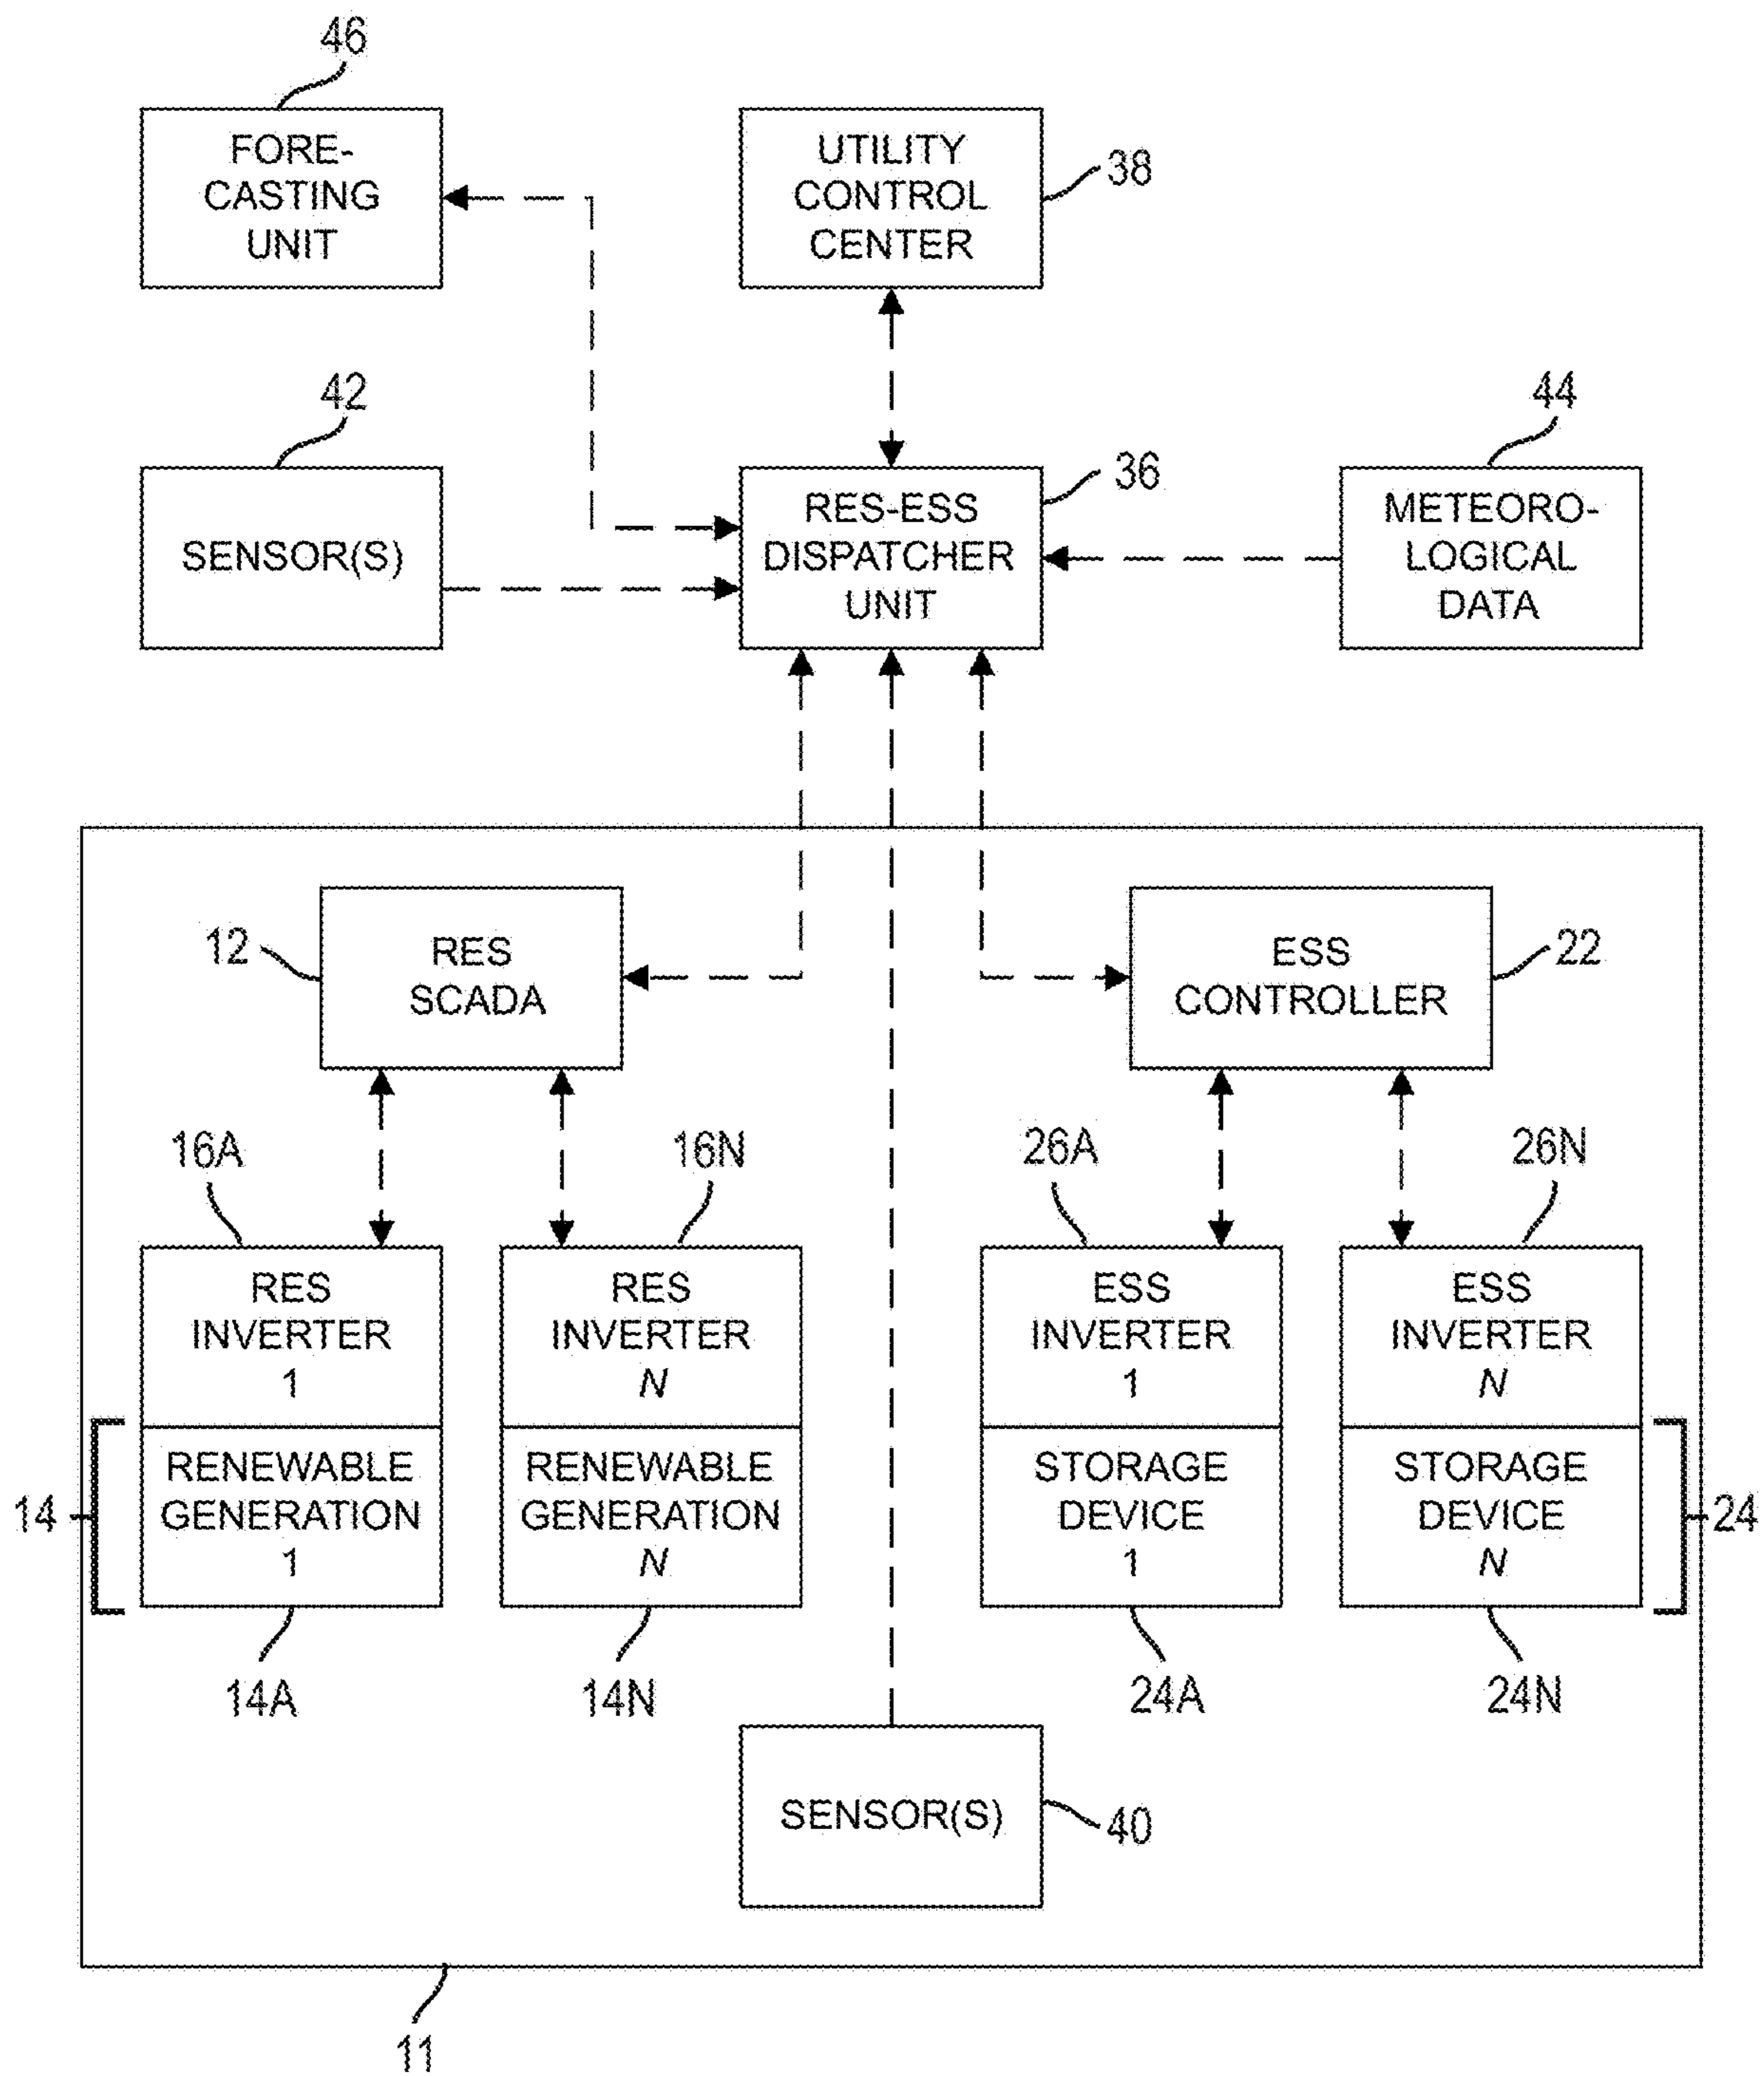 46
FORE-
CASTING
UNIT
UTILITY
CONTROL
CENTER
38
42
SENSOR(S)
RES-ESS
DISPATCHER
UNIT
36
44
METEORO-
LOGICAL
DATA
12
RES
SCADA
ESS
CONTROLLER
22
16A
16N
26A
26N
RES
INVERTER
1
RES
INVERTER
N
ESS
INVERTER
1
ESS
INVERTER
N
14
RENEWABLE
GENERATION
1
RENEWABLE
GENERATION
N
STORAGE
DEVICE
1
STORAGE
DEVICE
N
24
14A
14N
24A
24N
SENSOR(S)
40
11